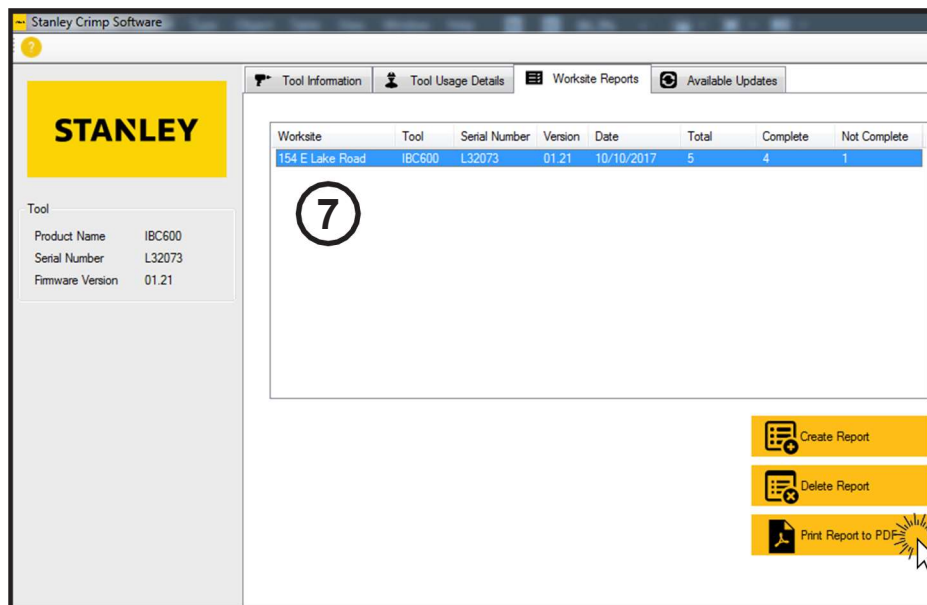 Stanley Crimp Software
?
Tool Information Tool Usage Details Worksite Reports Available Updates
STANLEY
Worksite Tool Serial Number Version Date Total Complete Not Complete
154 E Lake Road IBC600 L32073 01.21 10/10/2017 5 4 1
7
Tool
Product Name IBC600
Serial Number L32073
Firmware Version 01.21
Create Report
Delete Report
Print Report to PDF